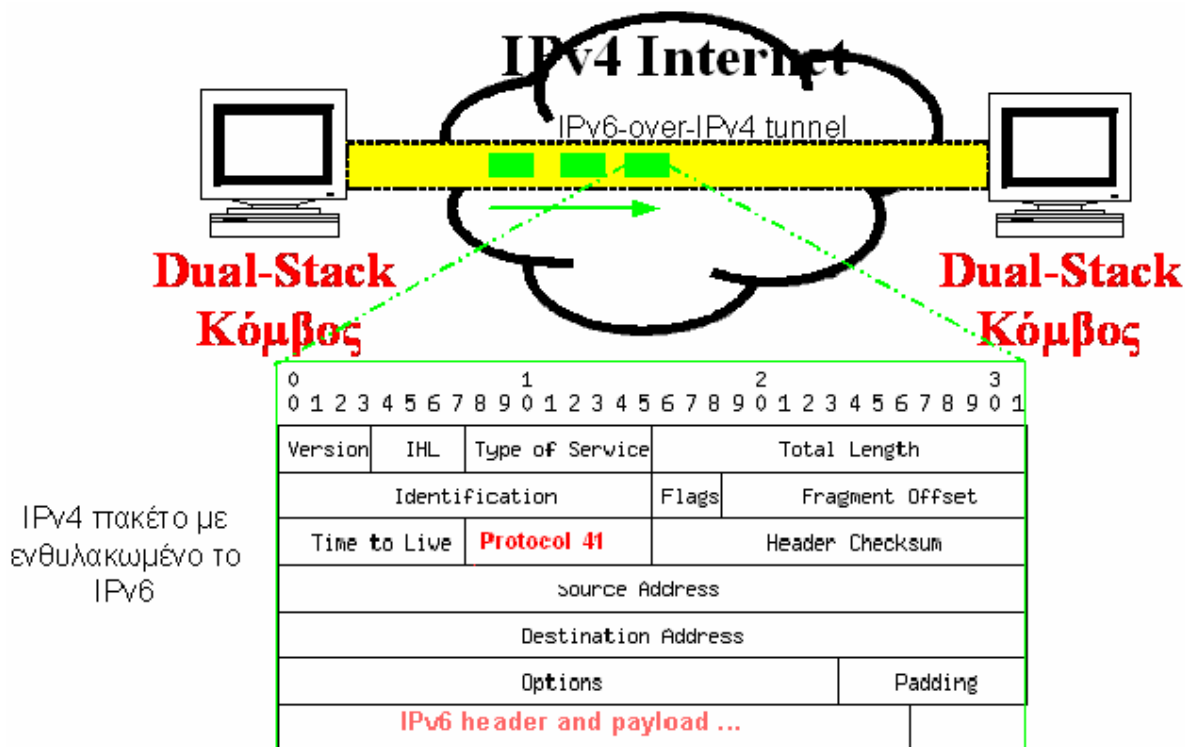 IPv4 Internet
IPv6-over-IPv4 tunnel
Dual-Stack
Κόμβος
Dual-Stack
Κόμβος
0 1 2 3
0 1 2 3 4 5 6 7 8 9 0 1 2 3 4 5 6 7 8 9 0 1 2 3 4 5 6 7 8 9 0 1
Version IHL Type of Service Total Length
Identification Flags Fragment Offset
Time to Live Protocol 41 Header Checksum
Source Address
Destination Address
Options Padding
IPv6 header and payload ...
IPv4 πακέτο με
ενθυλακωμένο το
IPv6